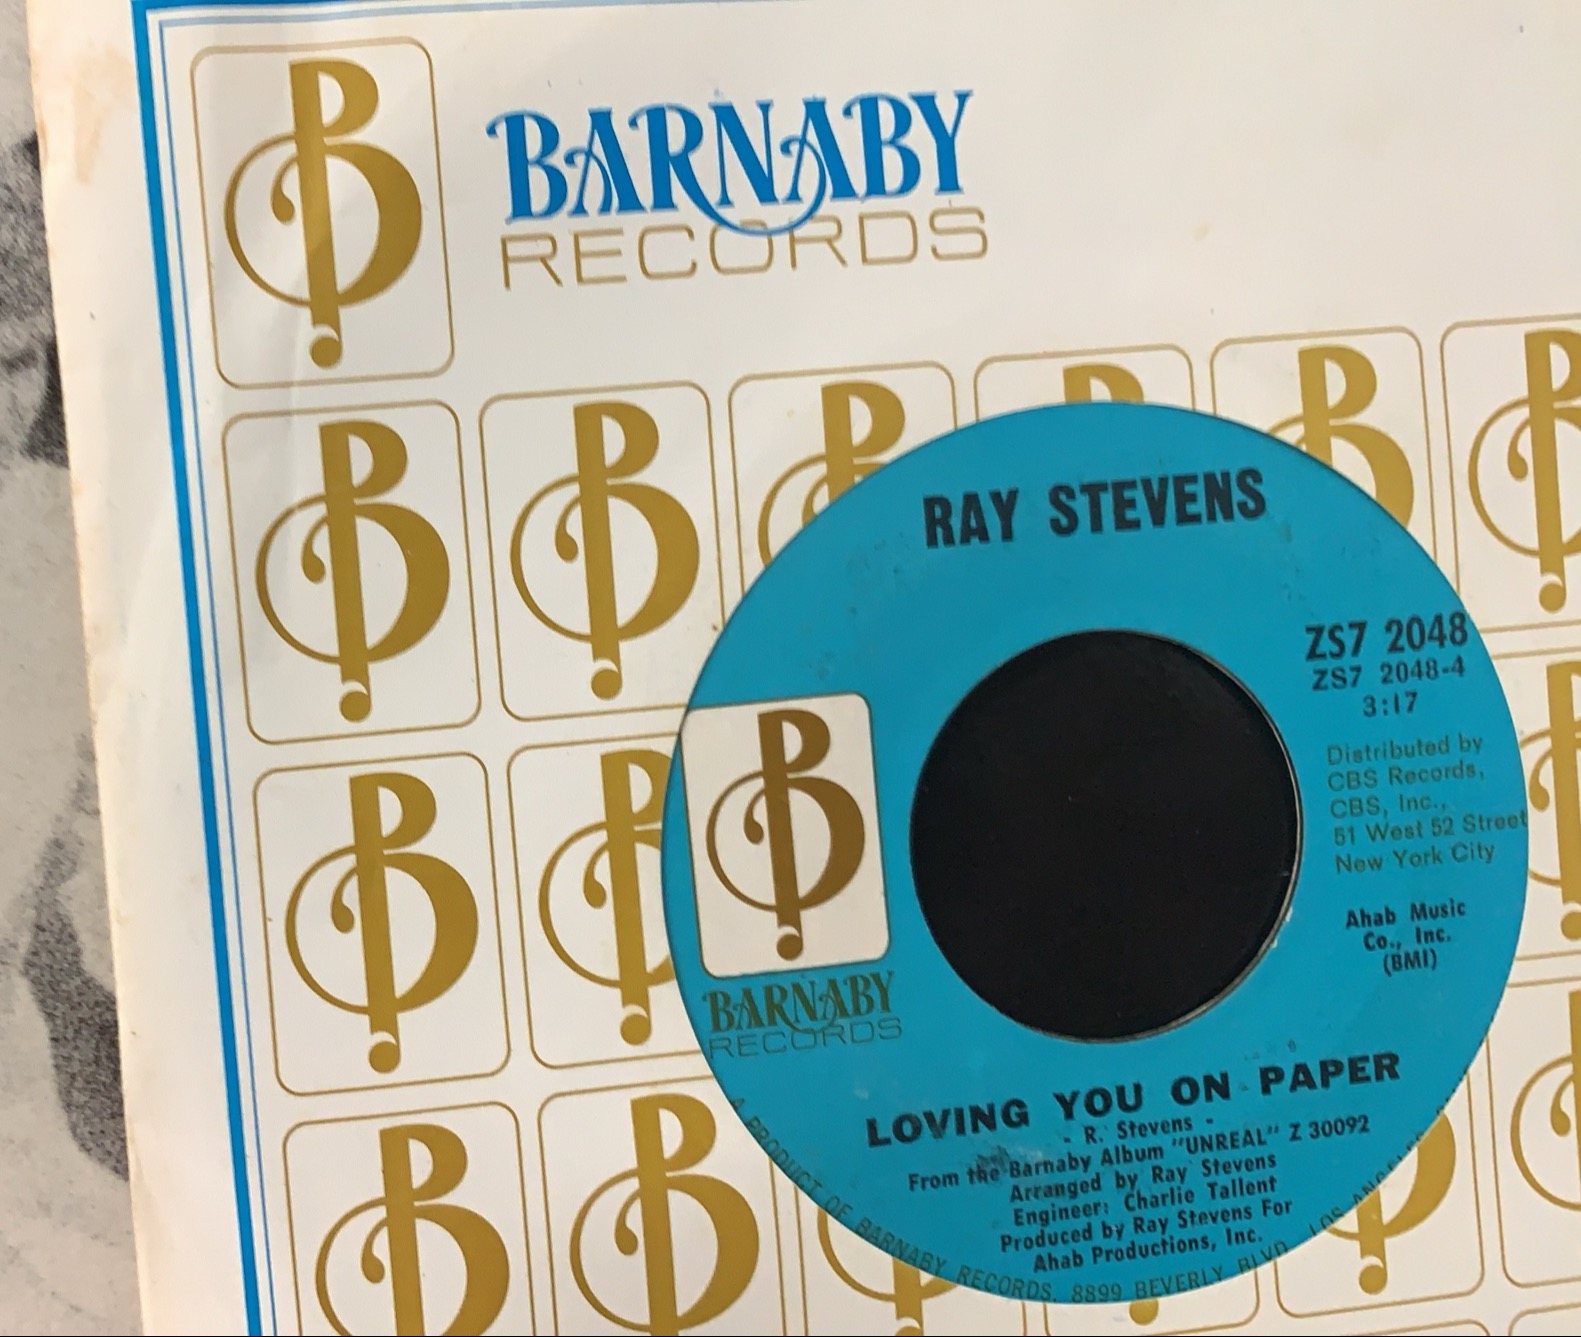 BARNABY
RECORDS
RAY STEVENS
ZS7 2048
ZS7 2048-4
3:17
Distributed by
CBS Records,
CBS, Inc.,
51 West 52 Street
New York City
Ahab Music
Co., Inc.
(BMI)
BARNABY
RECORDS
LOVING YOU ON PAPER
- R. Stevens -
From the Barnaby Album "UNREAL" Z 30092
Arranged by Ray Stevens
Engineer: Charlie Tallent
Produced by Ray Stevens For
Ahab Productions, Inc.
A PRODUCT OF BARNABY RECORDS, 8899 BEVERLY BLVD. LOS ANGELES